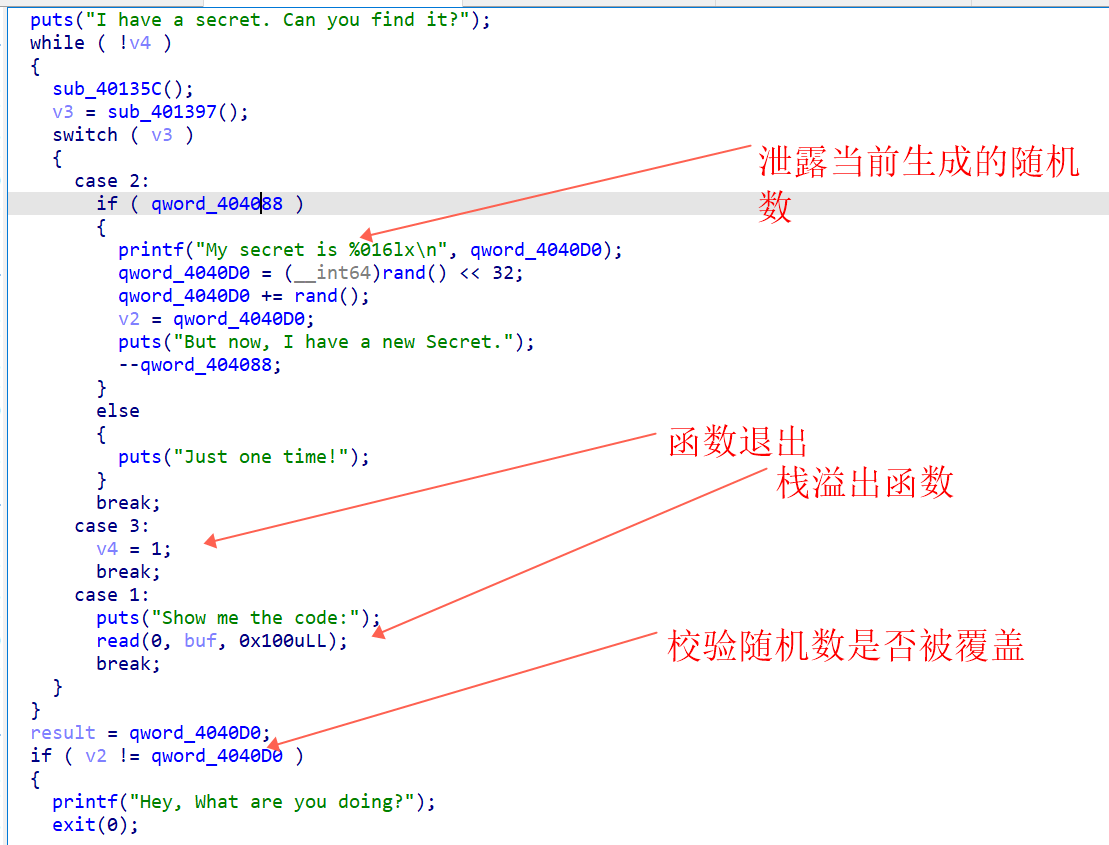 puts("I have a secret. Can you find it?");
while ( !v4 )
{
sub_40135C();
v3 = sub_401397();
switch ( v3 )
{
case 2:
if ( qword_404088 )
{
printf("My secret is %016lx\n", qword_4040D0);
qword_4040D0 = (__int64)rand() << 32;
qword_4040D0 += rand();
v2 = qword_4040D0;
puts("But now, I have a new Secret.");
--qword_404088;
}
else
{
puts("Just one time!");
}
break;
case 3:
v4 = 1;
break;
case 1:
puts("Show me the code:");
read(0, buf, 0x100uLL);
break;
}
}
result = qword_4040D0;
if ( v2 != qword_4040D0 )
{
printf("Hey, What are you doing?");
exit(0);
泄露当前生成的随机
数
函数退出
栈溢出函数
校验随机数是否被覆盖